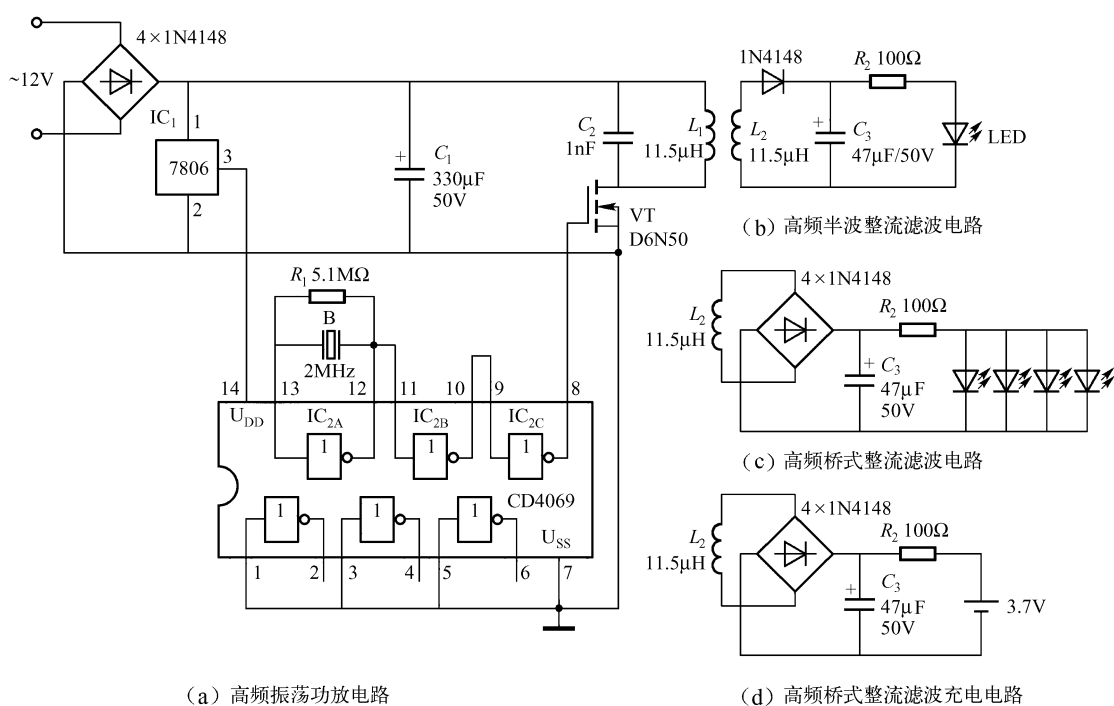 4×1N4148
~12V
IC₁
1
3
7806
2
C₁
+
330μF
50V
C₂
1nF
L₁
11.5μH
VT
D6N50
R₁ 5.1MΩ
B
2MHz
14
13
12
11
10
9
8
U_DD
IC₂A
IC₂B
IC₂C
1
1
1
CD4069
1
1
1
U_SS
1
2
3
4
5
6
7
(a)高频振荡功放电路
1N4148
R₂ 100Ω
L₂
11.5μH
+
C₃
47μF/50V
LED
(b)高频半波整流滤波电路
4×1N4148
L₂
11.5μH
R₂ 100Ω
+
C₃
47μF
50V
(c)高频桥式整流滤波电路
4×1N4148
L₂
11.5μH
R₂ 100Ω
+
C₃
47μF
50V
3.7V
(d)高频桥式整流滤波充电电路